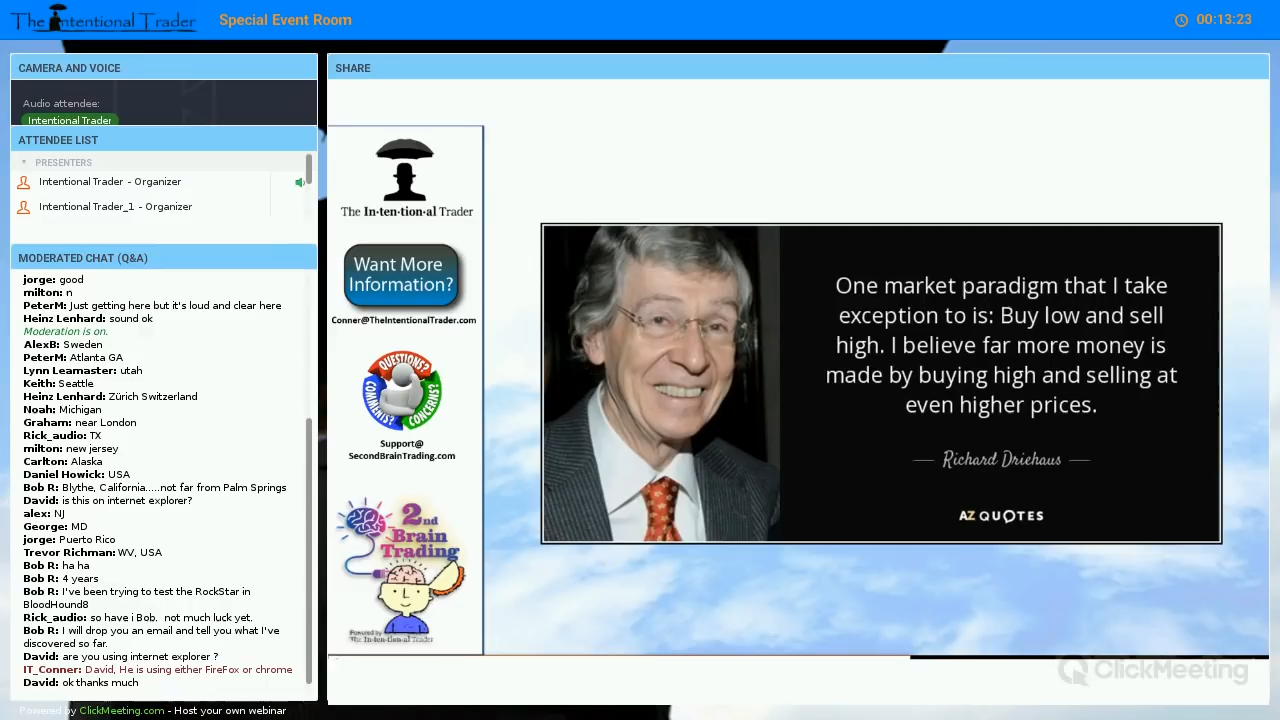 The Intentional Trader
Special Event Room
00:13:23
CAMERA AND VOICE
Audio attendee:
Intentional Trader
ATTENDEE LIST
PRESENTERS
Intentional Trader - Organizer
Intentional Trader_1 - Organizer
MODERATED CHAT (Q&A)
jorge: good
milton: n
PeterM: Just getting here but it's loud and clear here
Heinz Lenhard: sound ok
Moderation is on.
AlexB: Sweden
PeterM: Atlanta GA
Lynn Leamaster: utah
Keith: Seattle
Heinz Lenhard: Zürich Switzerland
Noah: Michigan
Graham: near London
Rick_audio: TX
milton: new jersey
Carlton: Alaska
Daniel Howick: USA
Bob R: Blythe, California.....not far from Palm Springs
David: is this on internet explorer?
alex: NJ
George: MD
jorge: Puerto Rico
Trevor Richman: WV, USA
Bob R: ha ha
Bob R: 4 years
Bob R: I've been trying to test the RockStar in
BloodHound8
Rick_audio: so have i Bob.  not much luck yet.
Bob R: I will drop you an email and tell you what I've
discovered so far.
David: are you using internet explorer ?
IT_Conner: David, He is using either FireFox or chrome
David: ok thanks much
Powered by ClickMeeting.com - Host your own webinar
SHARE
The In·ten·tion·al Trader
Want More
Information?
Conner@TheIntentionalTrader.com
QUESTIONS?
COMMENTS?
CONCERNS?
Support@
SecondBrainTrading.com
2nd
Brain
Trading
Powered by
The In·ten·tion·al Trader
One market paradigm that I take
exception to is: Buy low and sell
high. I believe far more money is
made by buying high and selling at
even higher prices.
Richard Driehaus
AZ QUOTES
ClickMeeting